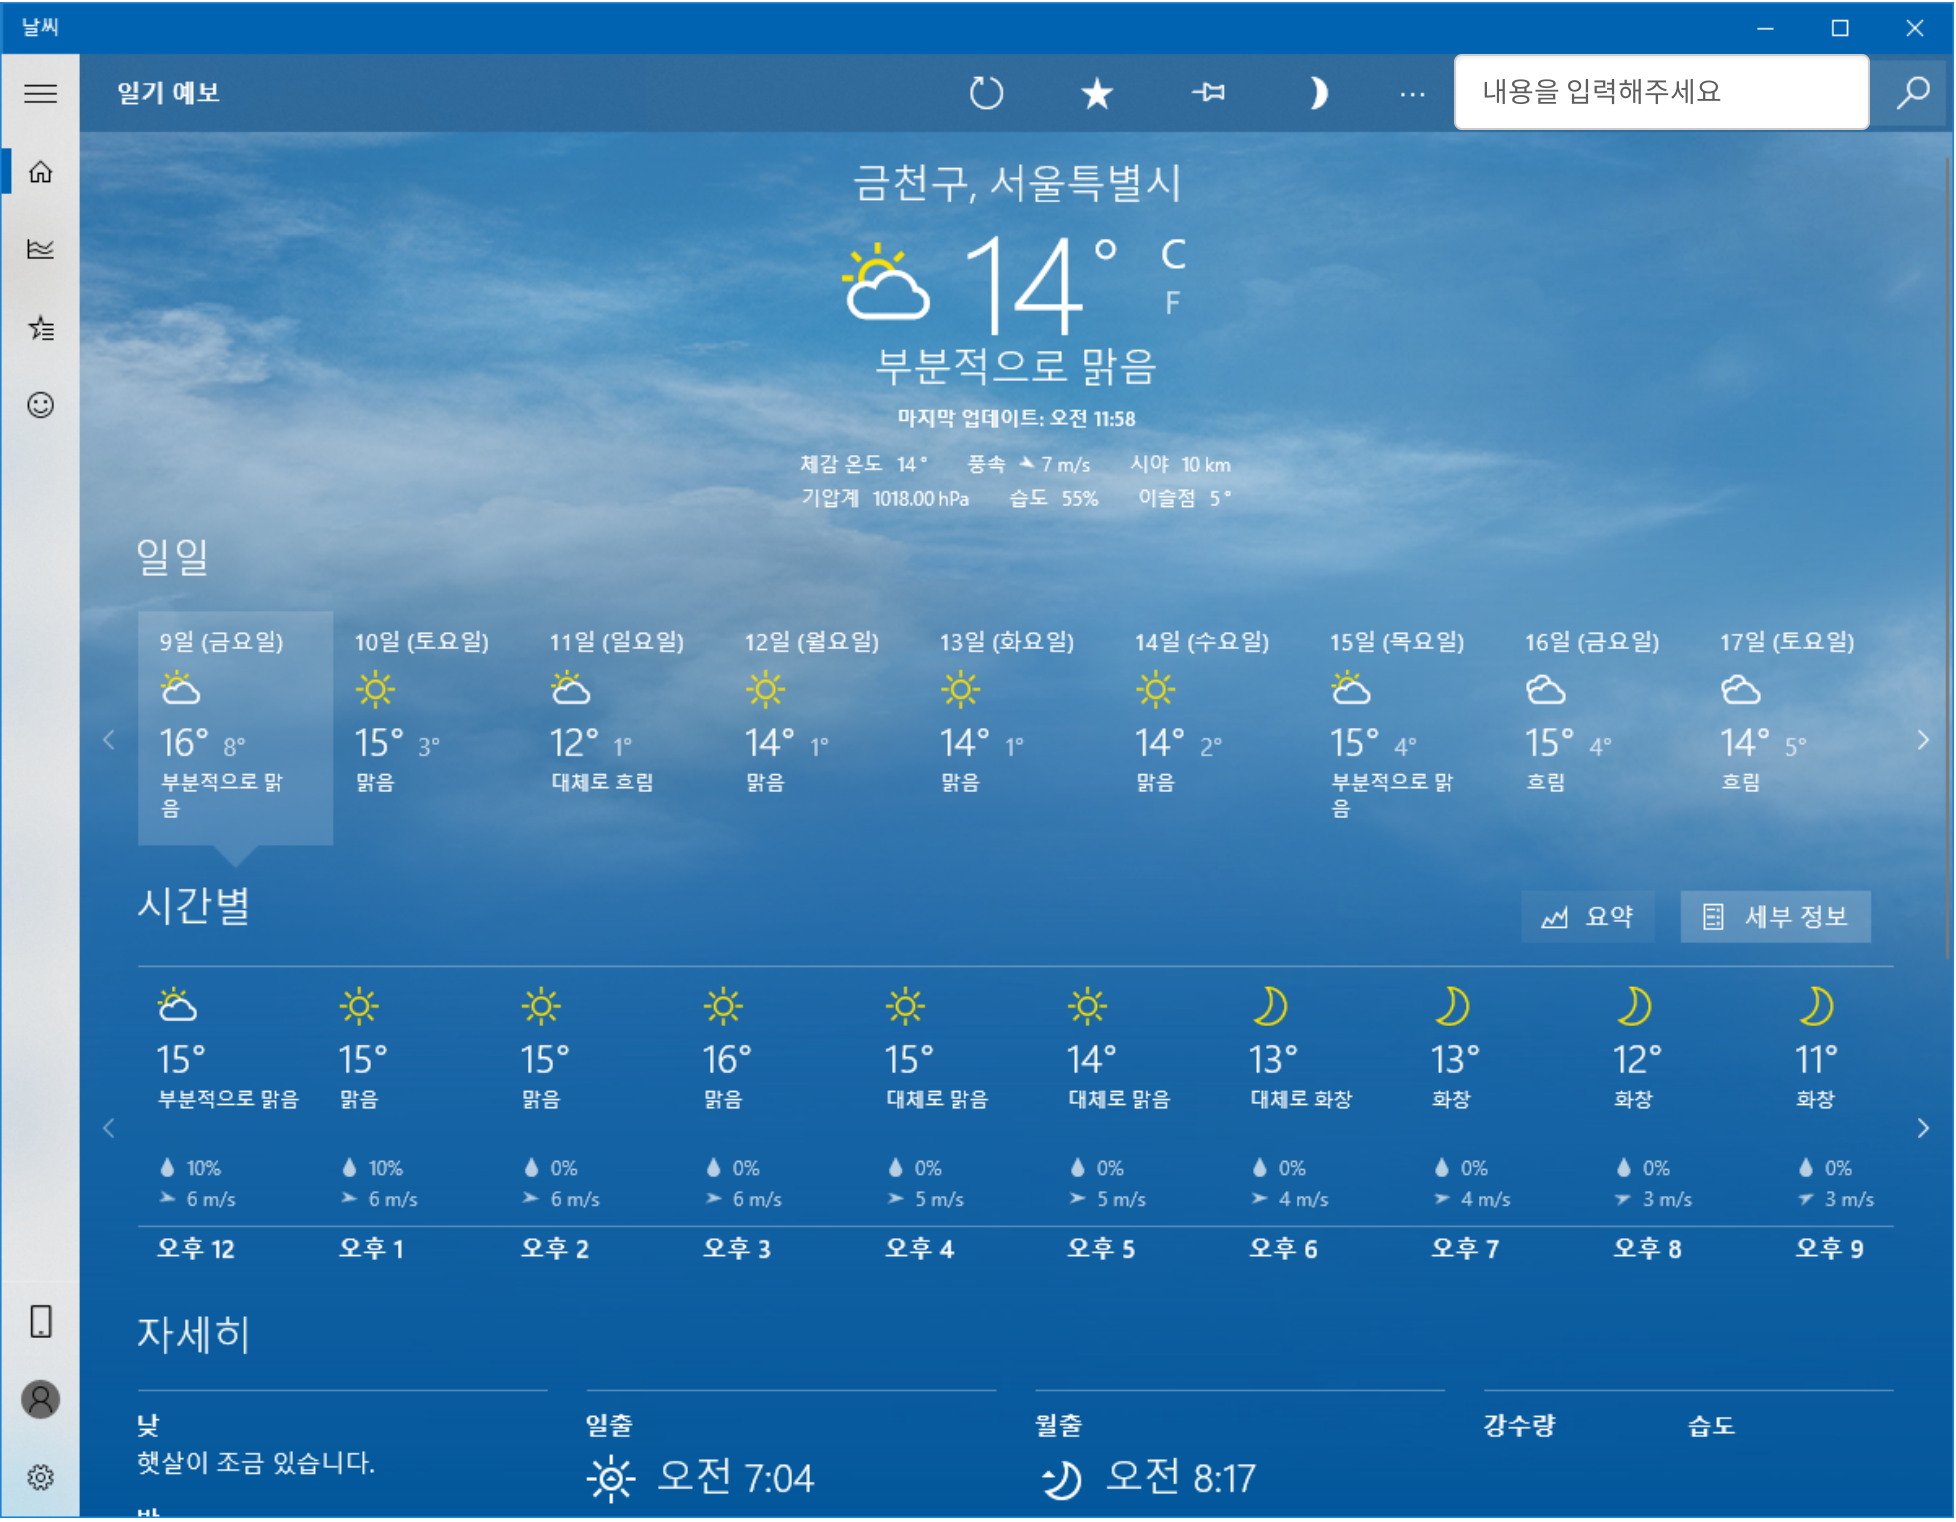 날씨
일기 예보
내용을 입력해주세요
금천구, 서울특별시
14° C
F
부분적으로 맑음
마지막 업데이트: 오전 11:58
체감 온도 14° 풍속 7 m/s 시야 10 km
기압계 1018.00 hPa 습도 55% 이슬점 5°
일일
9일 (금요일) 10일 (토요일) 11일 (일요일) 12일 (월요일) 13일 (화요일) 14일 (수요일) 15일 (목요일) 16일 (금요일) 17일 (토요일)
16° 8° 15° 3° 12° 1° 14° 1° 14° 1° 14° 2° 15° 4° 15° 4° 14° 5°
부분적으로 맑 맑음 대체로 흐림 맑음 맑음 맑음 부분적으로 맑 흐림 흐림
음 음
시간별
요약 세부 정보
15° 15° 15° 16° 15° 14° 13° 13° 12° 11°
부분적으로 맑음 맑음 맑음 맑음 대체로 맑음 대체로 맑음 대체로 화창 화창 화창 화창
10% 10% 0% 0% 0% 0% 0% 0% 0% 0%
6 m/s 6 m/s 6 m/s 6 m/s 5 m/s 5 m/s 4 m/s 4 m/s 3 m/s 3 m/s
오후 12 오후 1 오후 2 오후 3 오후 4 오후 5 오후 6 오후 7 오후 8 오후 9
자세히
낮 일출 월출 강수량 습도
햇살이 조금 있습니다.
오전 7:04 오전 8:17